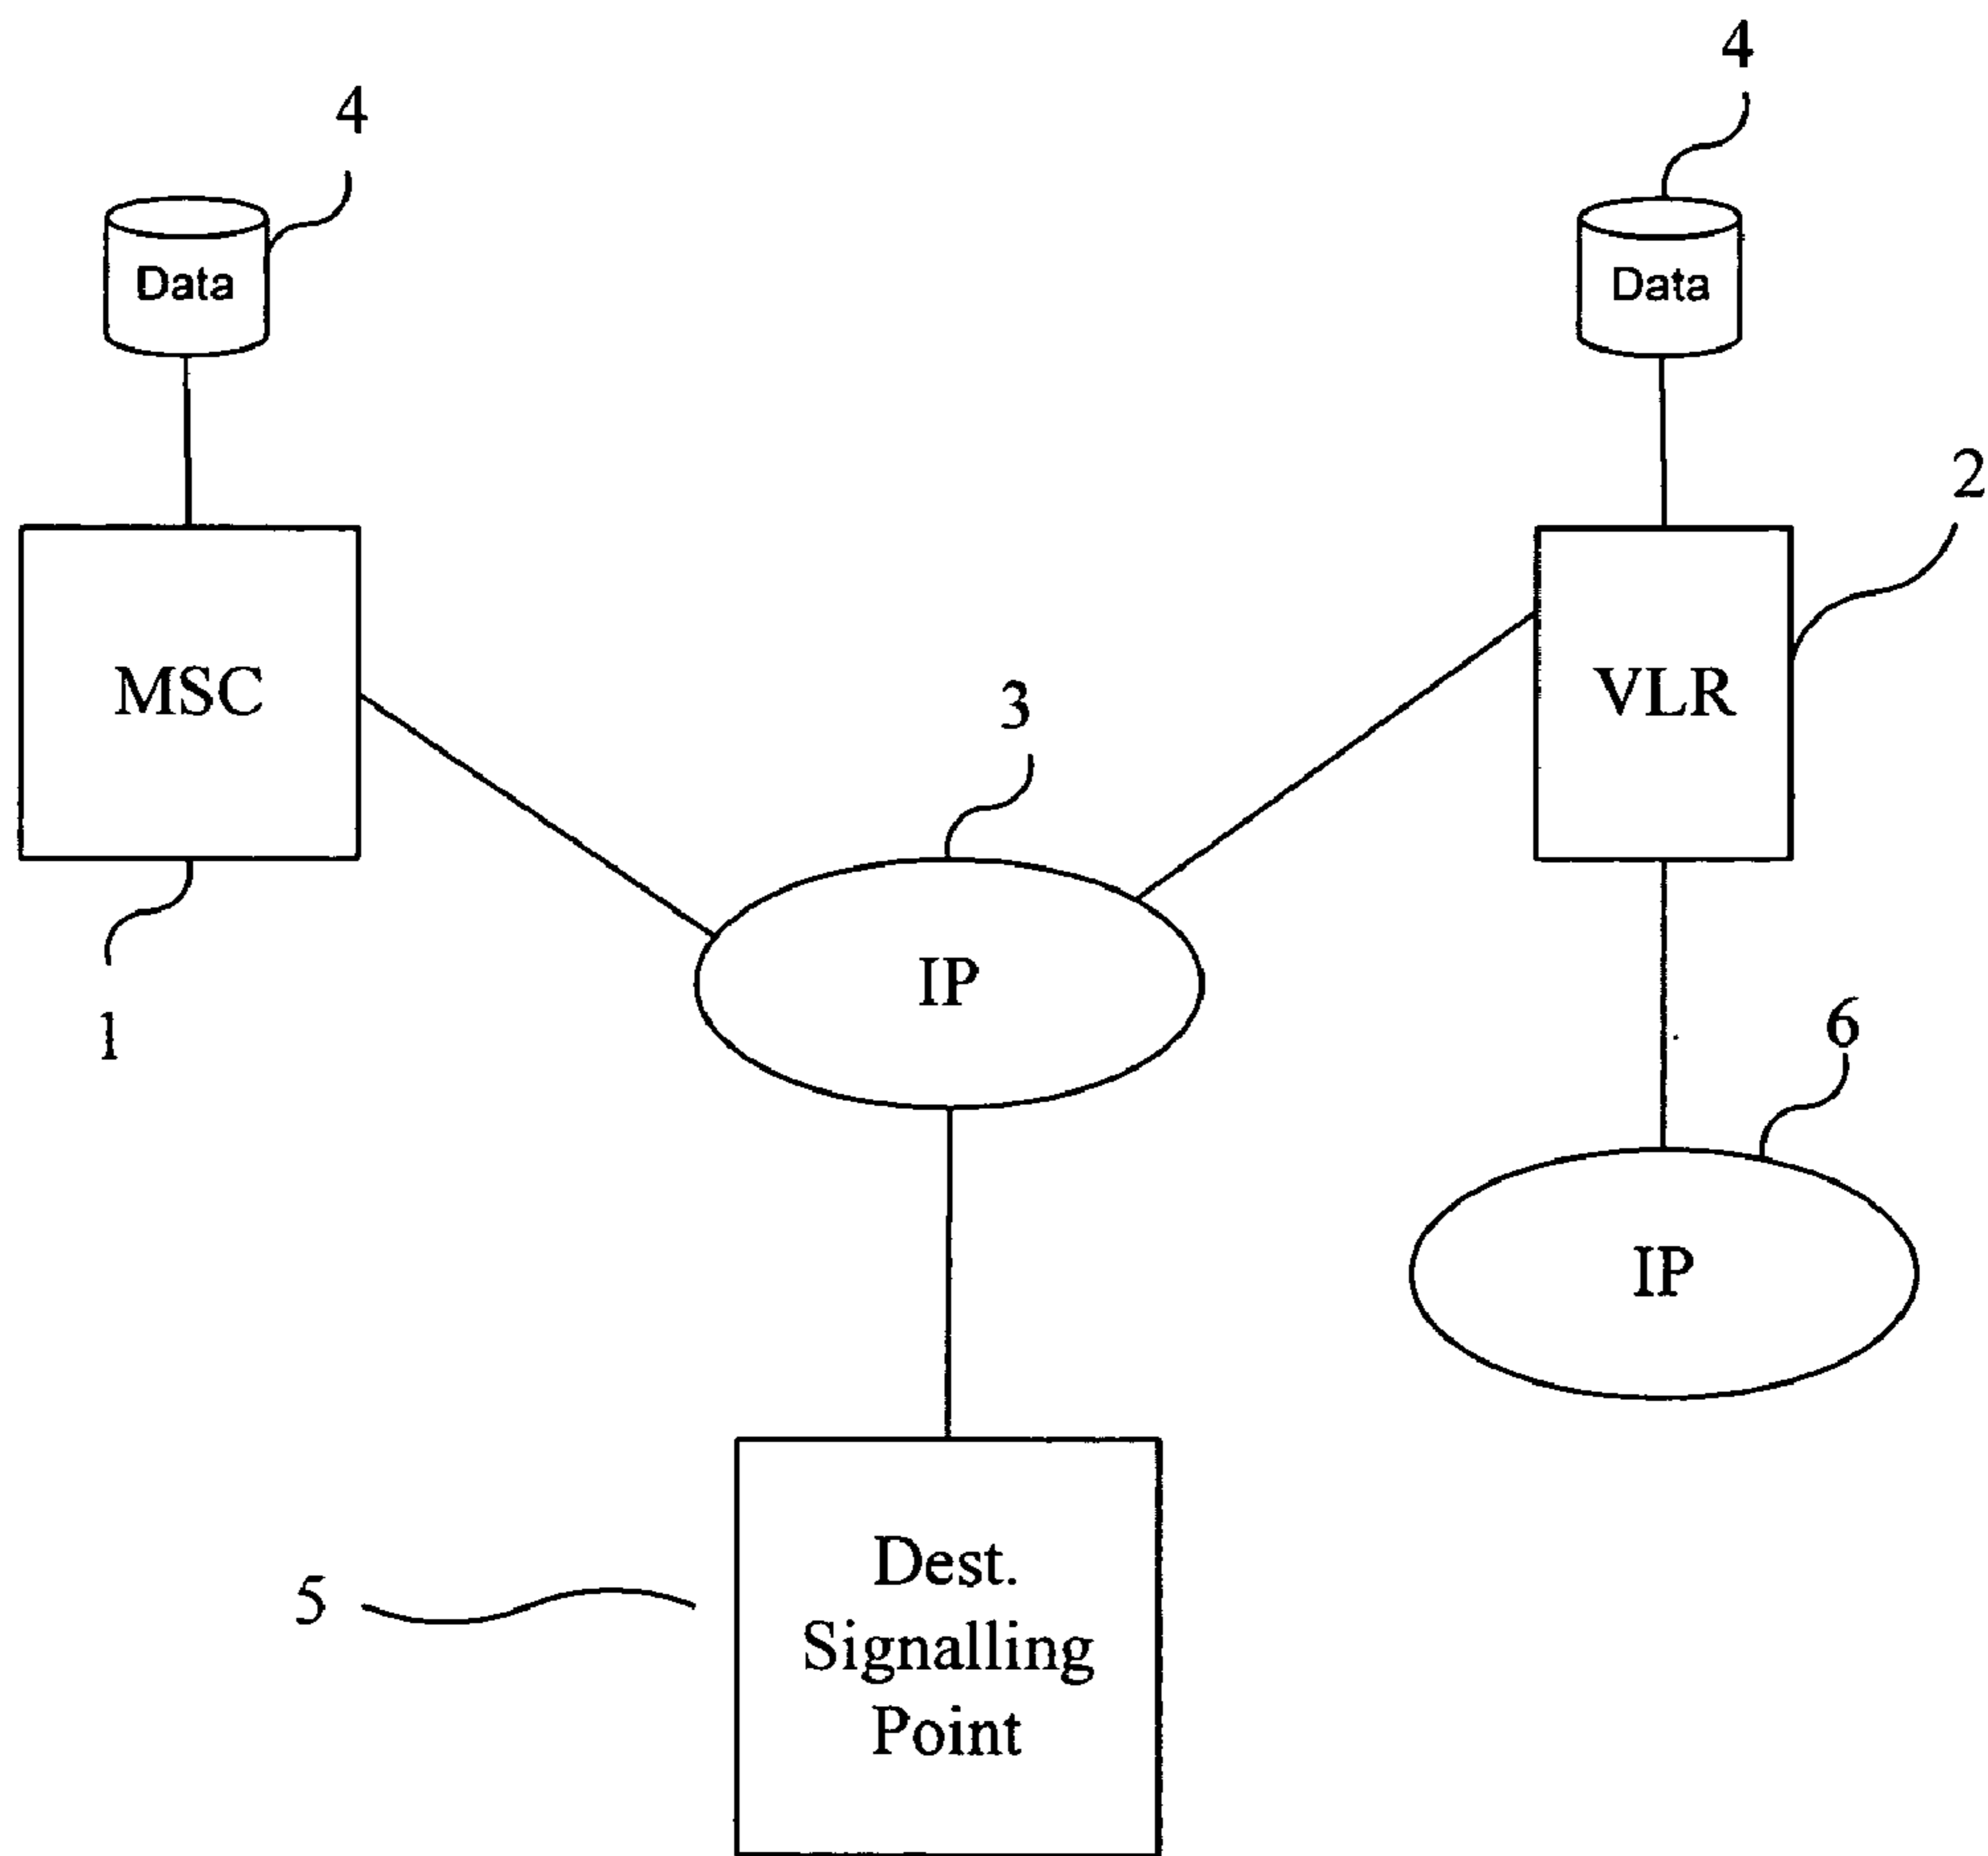 4
4
Data
Data
2
MSC
VLR
3
IP
1
6
IP
Dest.
Signalling
Point
5